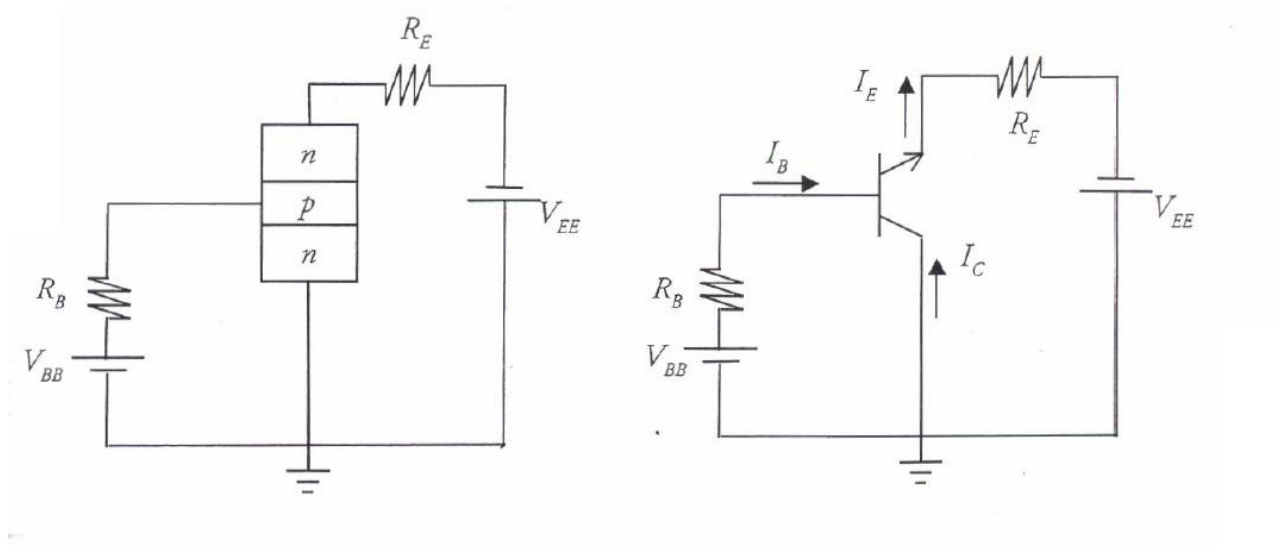 R_E
n
p
n
V_EE
R_B
V_BB
I_E
R_E
I_B
V_EE
I_C
R_B
V_BB